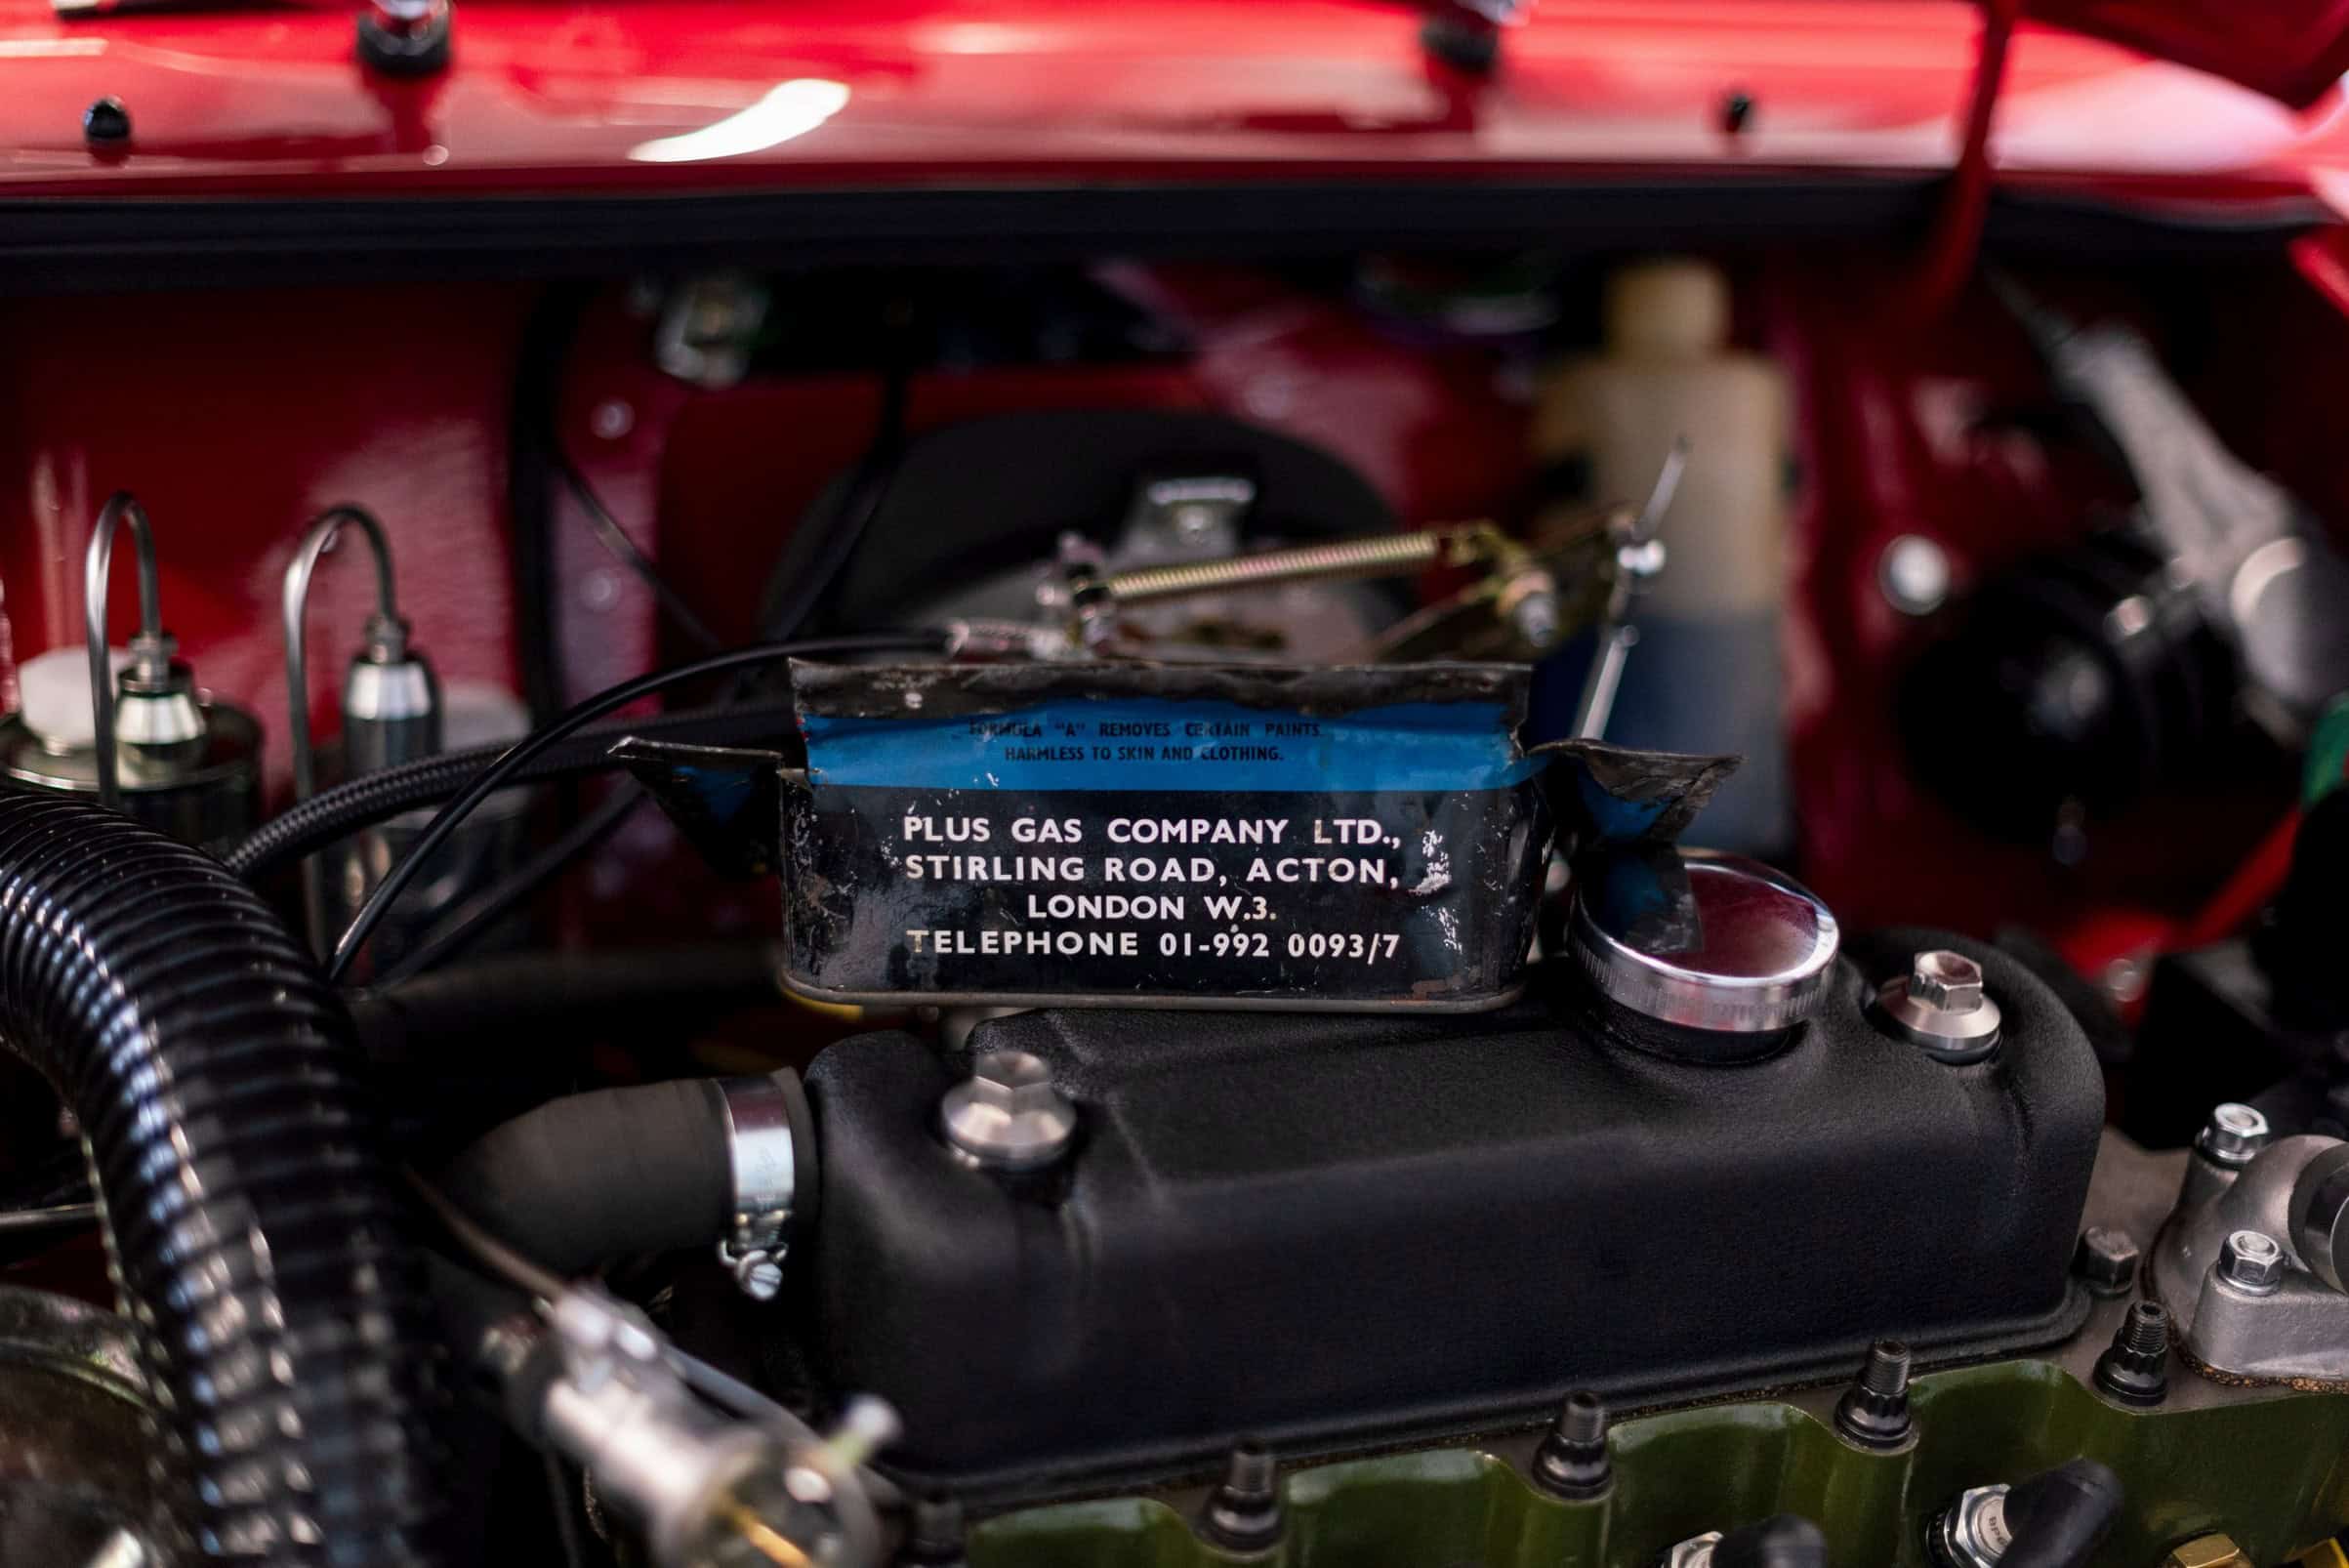 FORMULA "A" REMOVES CERTAIN PAINTS.
HARMLESS TO SKIN AND CLOTHING.
PLUS GAS COMPANY LTD.,
STIRLING ROAD, ACTON,
LONDON W.3.
TELEPHONE 01-992 0093/7